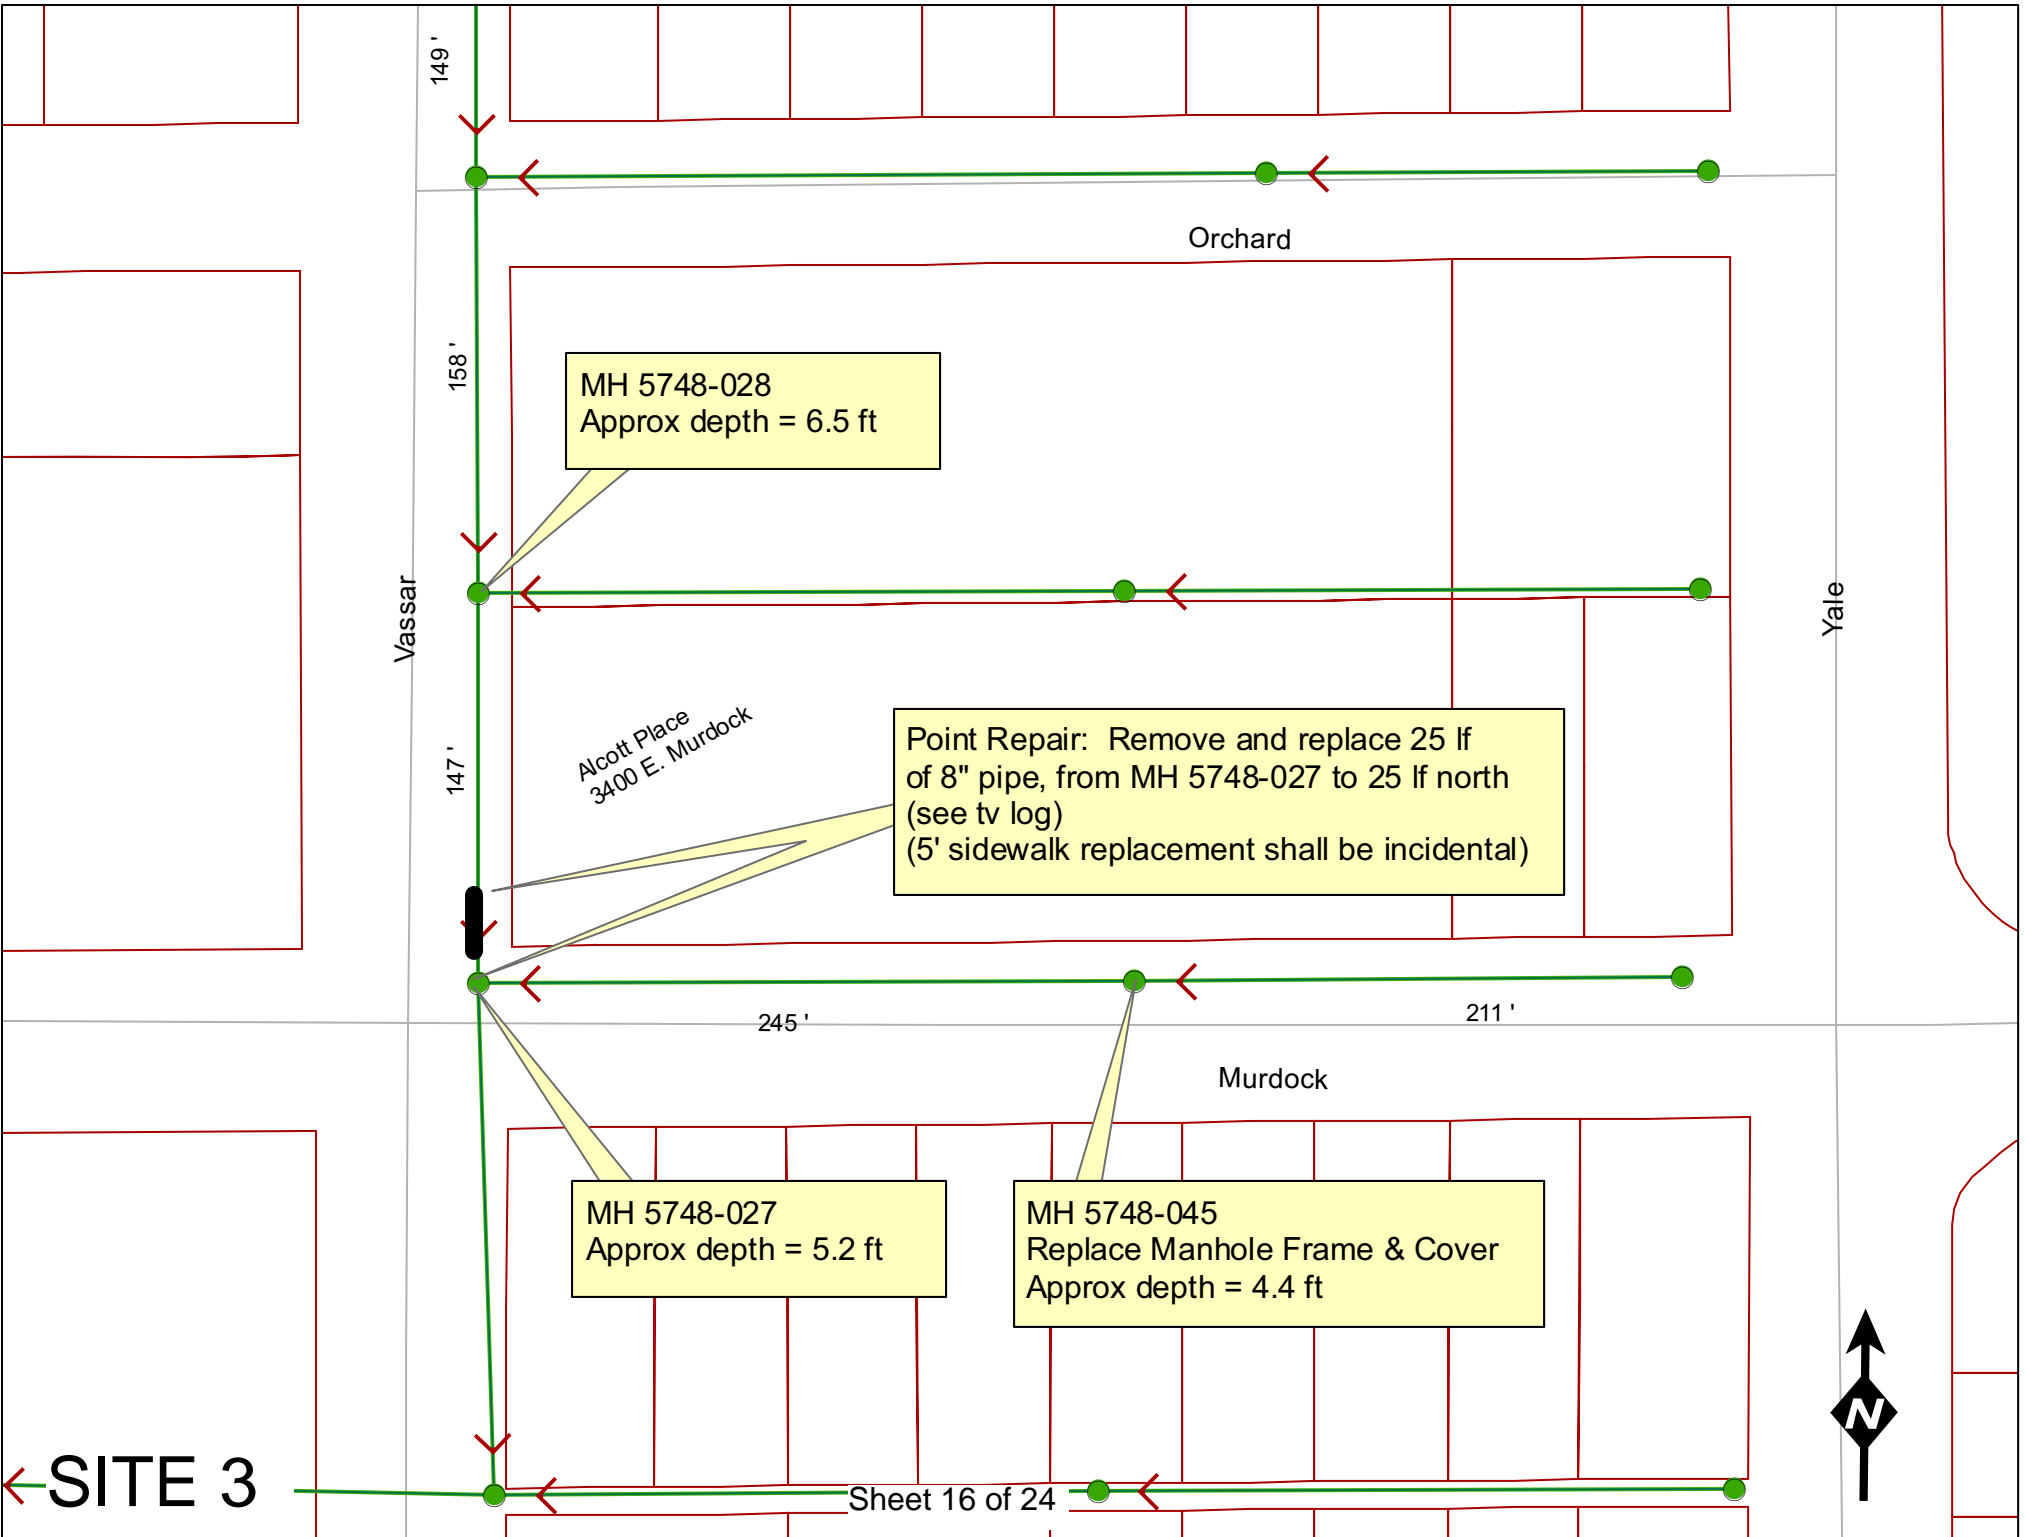 149 '
Orchard
158 '
MH 5748-028
Approx depth = 6.5 ft
Vassar
Yale
Alcott Place
3400 E. Murdock
147 '
Point Repair:  Remove and replace 25 lf
of 8" pipe, from MH 5748-027 to 25 lf north
(see tv log)
(5' sidewalk replacement shall be incidental)
245 '
211 '
Murdock
MH 5748-027
Approx depth = 5.2 ft
MH 5748-045
Replace Manhole Frame & Cover
Approx depth = 4.4 ft
N
SITE 3
Sheet 16 of 24